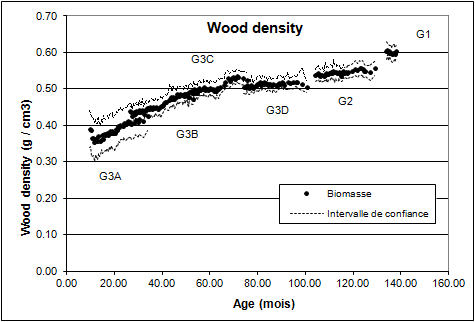 Wood density
G1
0.70
0.60
0.50
0.40
0.30
0.20
0.10
0.00
G3C
G3D
G2
G3B
G3A
Biomasse
Intervalle de confiance
0.00 20.00 40.00 60.00 80.00 100.00 120.00 140.00 160.00
Wood density (g / cm3)
Age (mois)